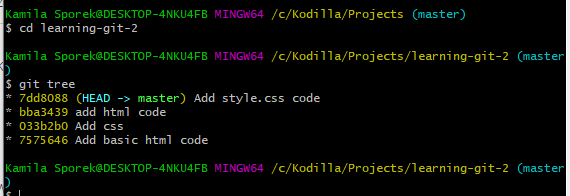 Kamila Sporek@DESKTOP-4NKU4FB MINGW64 /c/Kodilla/Projects (master)
$ cd learning-git-2
Kamila Sporek@DESKTOP-4NKU4FB MINGW64 /c/Kodilla/Projects/learning-git-2 (master
)
$ git tree
* 7dd8088 (HEAD -> master) Add style.css code
* bba3439 add html code
* 033b2b0 Add css
* 7575646 Add basic html code
Kamila Sporek@DESKTOP-4NKU4FB MINGW64 /c/Kodilla/Projects/learning-git-2 (master
)
$